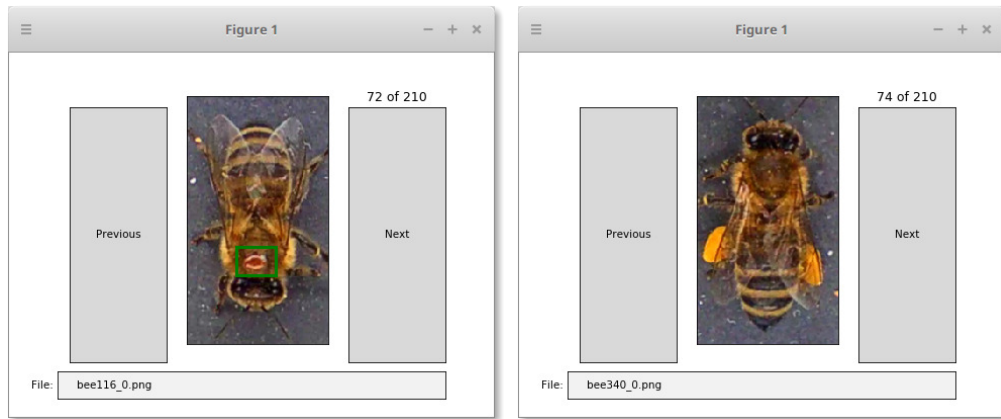 Figure 1
72 of 210
Previous
Next
File: bee116_0.png
Figure 1
74 of 210
Previous
Next
File: bee340_0.png